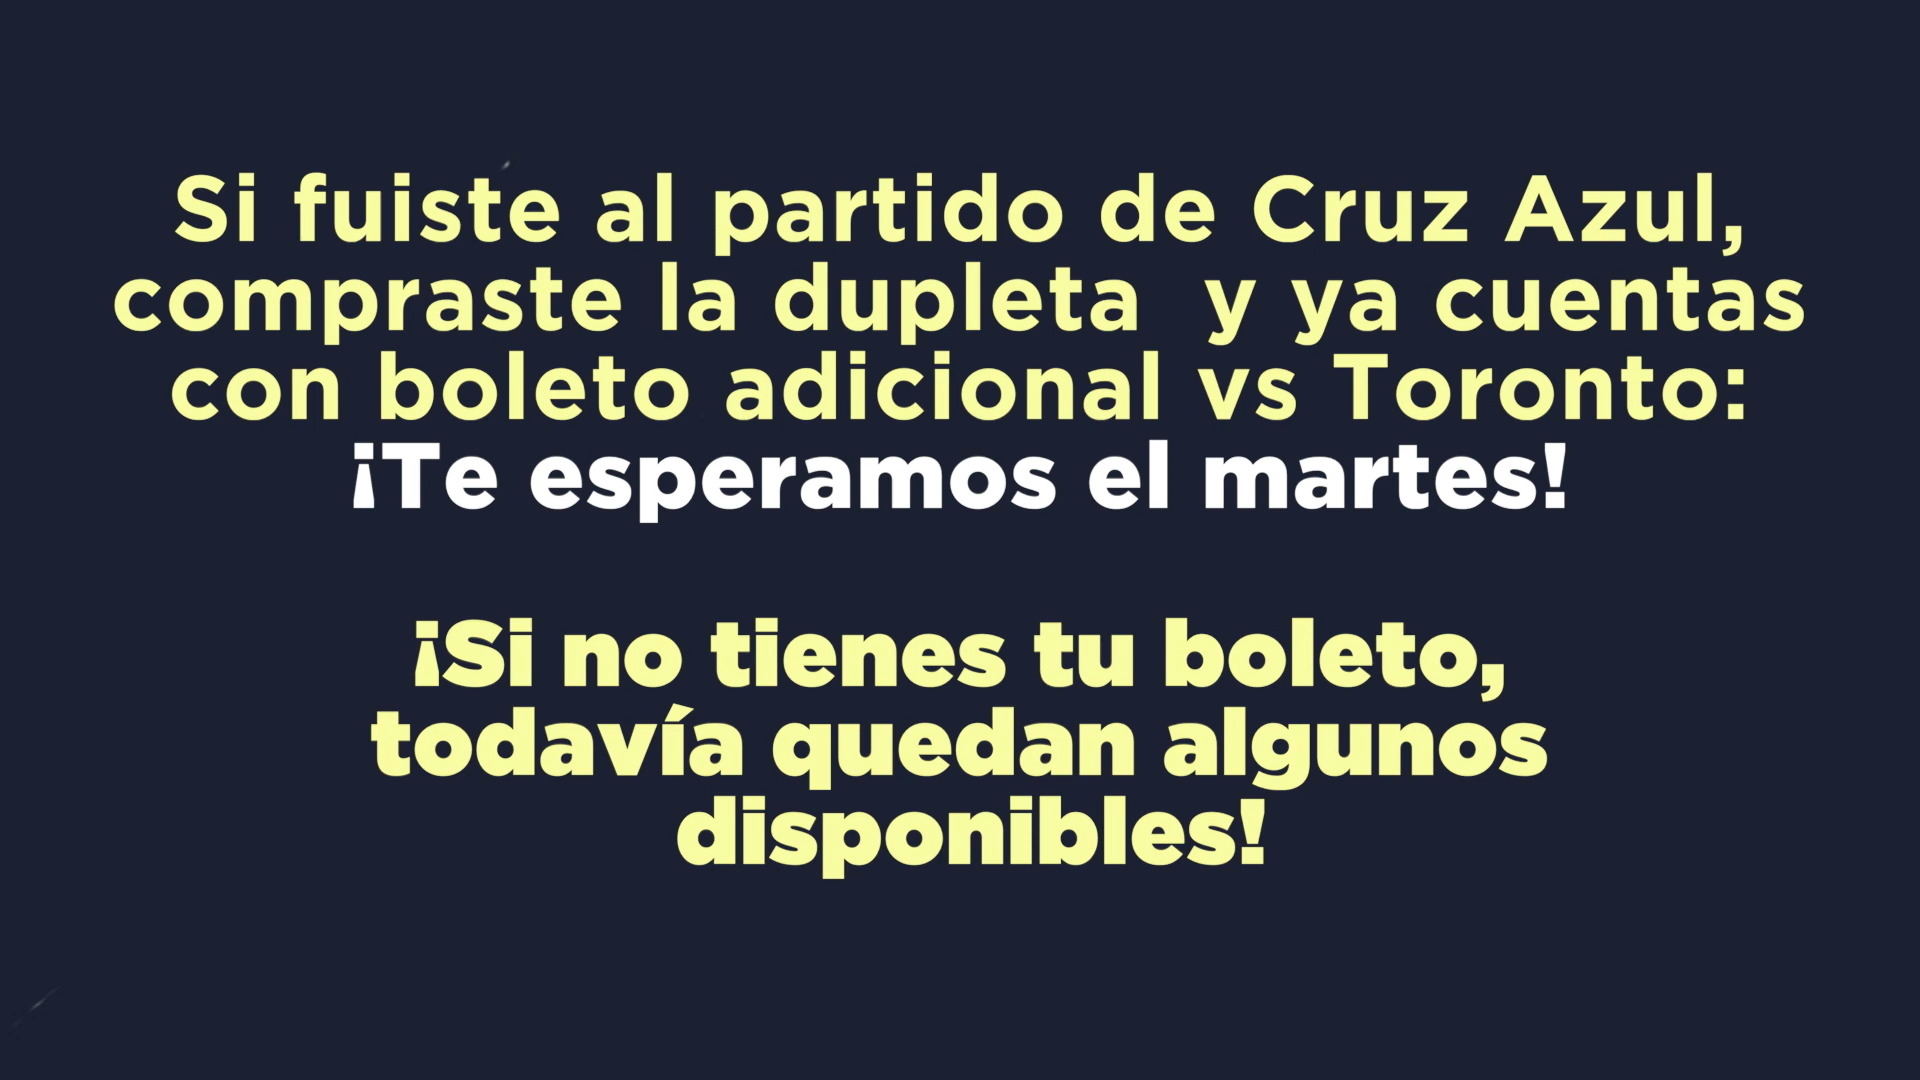 Si fuiste al partido de Cruz Azul,
compraste la dupleta  y ya cuentas
con boleto adicional vs Toronto:
¡Te esperamos el martes!
¡Si no tienes tu boleto,
todavía quedan algunos
disponibles!